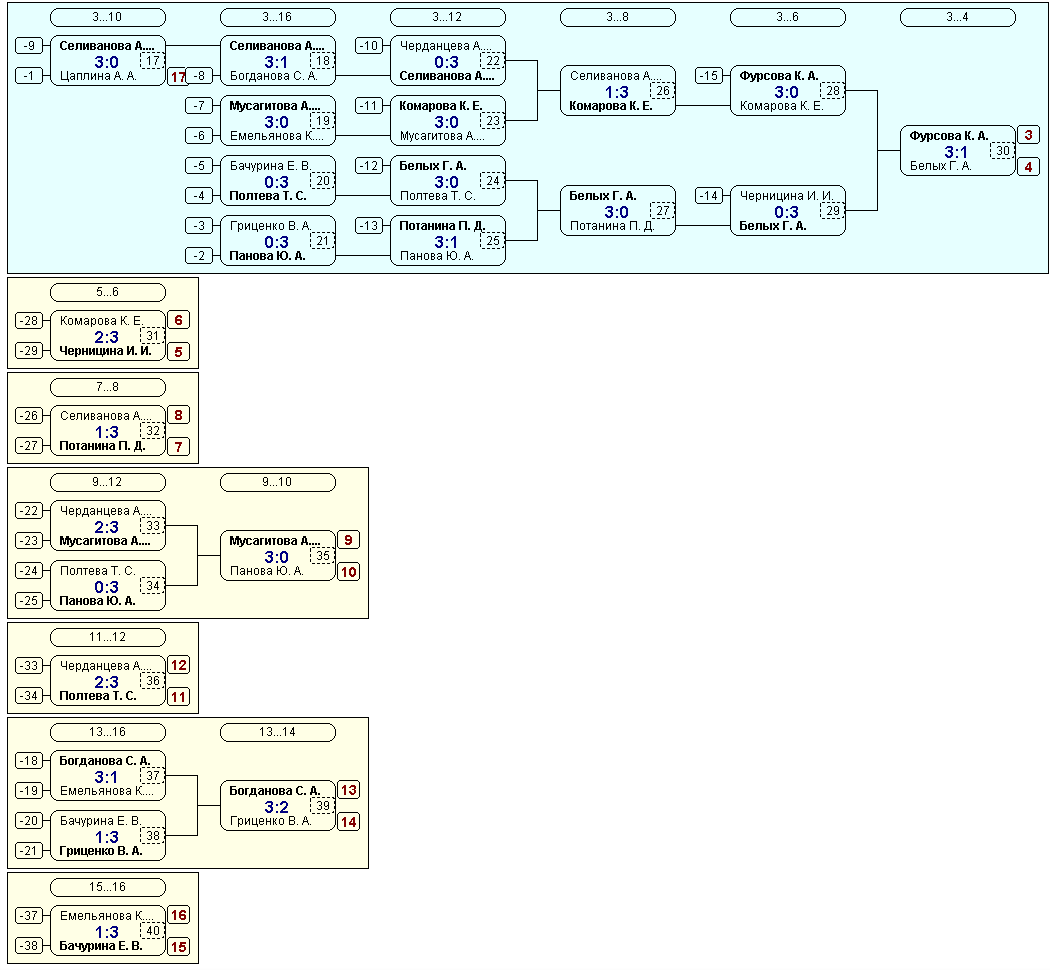 3...10 3...16 3...12 3...8 3...6 3...4
-9 Селиванова А.... Селиванова А.... -10 Черданцева А....
3:0 17 3:1 18 0:3 22
-1 Цаплина А. А. 17 -8 Богданова С. А. Селиванова А....
Селиванова А.... -15 Фурсова К. А.
1:3 26 3:0 28
Комарова К. Е. Комарова К. Е.
-7 Мусагитова А.... -11 Комарова К. Е.
3:0 19 3:0 23
-6 Емельянова К.... Мусагитова А....
Фурсова К. А. 3
3:1 30
Белых Г. А. 4
-5 Бачурина Е. В. -12 Белых Г. А.
0:3 20 3:0 24
-4 Полтева Т. С. Полтева Т. С.
Белых Г. А. -14 Черницина И. И.
3:0 27 0:3 29
Потанина П. Д. Белых Г. А.
-3 Гриценко В. А. -13 Потанина П. Д.
0:3 21 3:1 25
-2 Панова Ю. А. Панова Ю. А.
5...6
-28 Комарова К. Е. 6
2:3 31
-29 Черницина И. И. 5
7...8
-26 Селиванова А.... 8
1:3 32
-27 Потанина П. Д. 7
9...12 9...10
-22 Черданцева А....
2:3 33
-23 Мусагитова А.... Мусагитова А.... 9
3:0 35
-24 Полтева Т. С. Панова Ю. А. 10
0:3 34
-25 Панова Ю. А.
11...12
-33 Черданцева А.... 12
2:3 36
-34 Полтева Т. С. 11
13...16 13...14
-18 Богданова С. А.
3:1 37
-19 Емельянова К.... Богданова С. А. 13
3:2 39
-20 Бачурина Е. В. Гриценко В. А. 14
1:3 38
-21 Гриценко В. А.
15...16
-37 Емельянова К.... 16
1:3 40
-38 Бачурина Е. В. 15